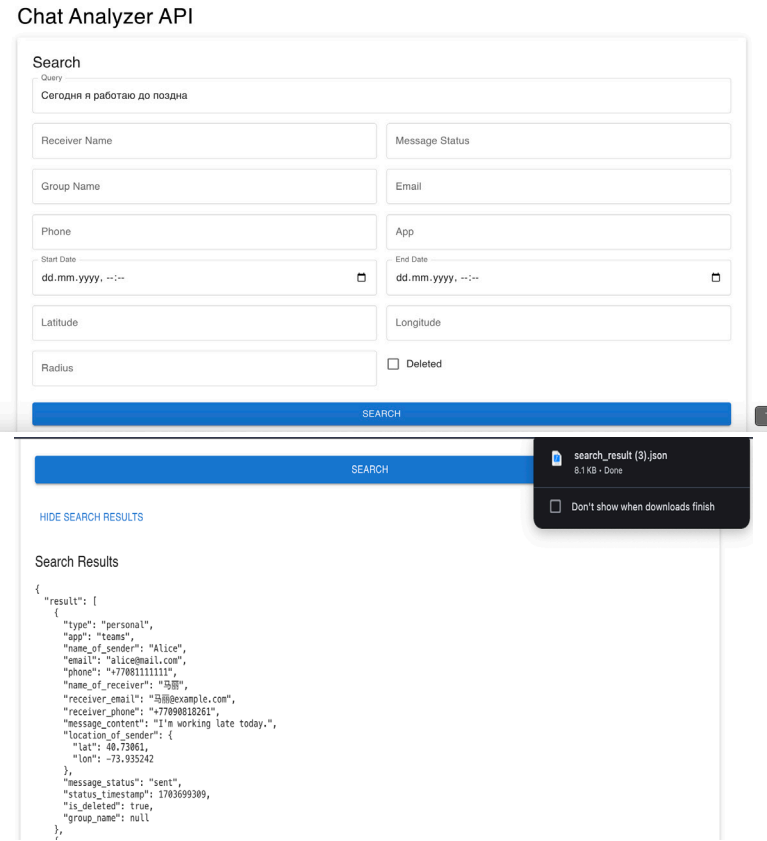 Chat Analyzer API
Search
Query
Сегодня я работаю до поздна
Receiver Name
Message Status
Group Name
Email
Phone
App
Start Date
dd.mm.yyyy, --:--
End Date
dd.mm.yyyy, --:--
Latitude
Longitude
Radius
Deleted
SEARCH
SEARCH
search_result (3).json
8.1 KB • Done
Don't show when downloads finish
HIDE SEARCH RESULTS
Search Results
{
"result": [
{
"type": "personal",
"app": "teams",
"name_of_sender": "Alice",
"email": "alice@mail.com",
"phone": "+77081111111",
"name_of_receiver": "马丽",
"receiver_email": "马丽@example.com",
"receiver_phone": "+77090818261",
"message_content": "I'm working late today.",
"location_of_sender": {
"lat": 40.73061,
"lon": -73.935242
},
"message_status": "sent",
"status_timestamp": 1703699309,
"is_deleted": true,
"group_name": null
},
{